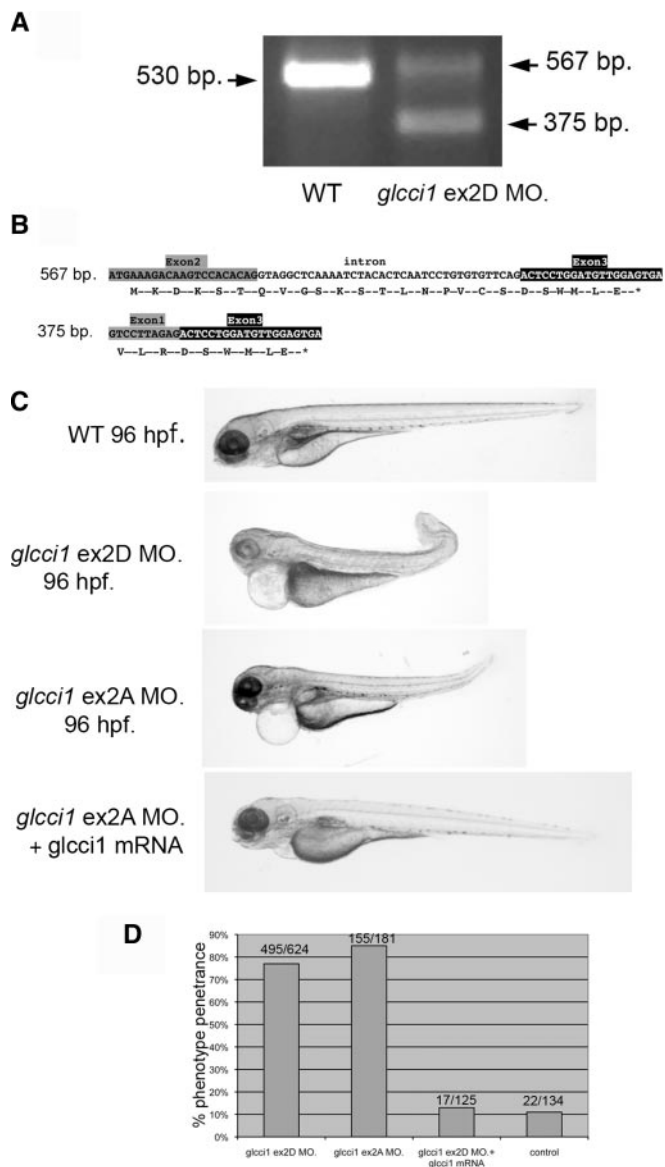 A
530 bp.
567 bp.
375 bp.
WT
glcci1 ex2D MO.
B
Exon2
intron
Exon3
567 bp.
ATGAAAGACAAGTCCACACAGGTAGGCTCAAAATCTACACTCAATCCTGTGTGTTCAGACTCCTGGATGTTGGAGTGA
M--K--D--K--S--T--Q--V--G--S--K--S--T--L--N--P--V--C--S--D--S--W--M--L--E--*
Exon1
Exon3
375 bp.
GTCCTTAGAGACTCCTGGATGTTGGAGTGA
V--L--R--D--S--W--M--L--E--*
C
WT 96 hpf.
glcci1 ex2D MO.
96 hpf.
glcci1 ex2A MO.
96 hpf.
glcci1 ex2A MO.
+ glcci1 mRNA
D
% phenotype penetrance
90%
80%
70%
60%
50%
40%
30%
20%
10%
0%
495/624
155/181
17/125
22/134
glcci1 ex2D MO.
glcci1 ex2A MO.
glcci1 ex2D MO.+
glcci1 mRNA
control